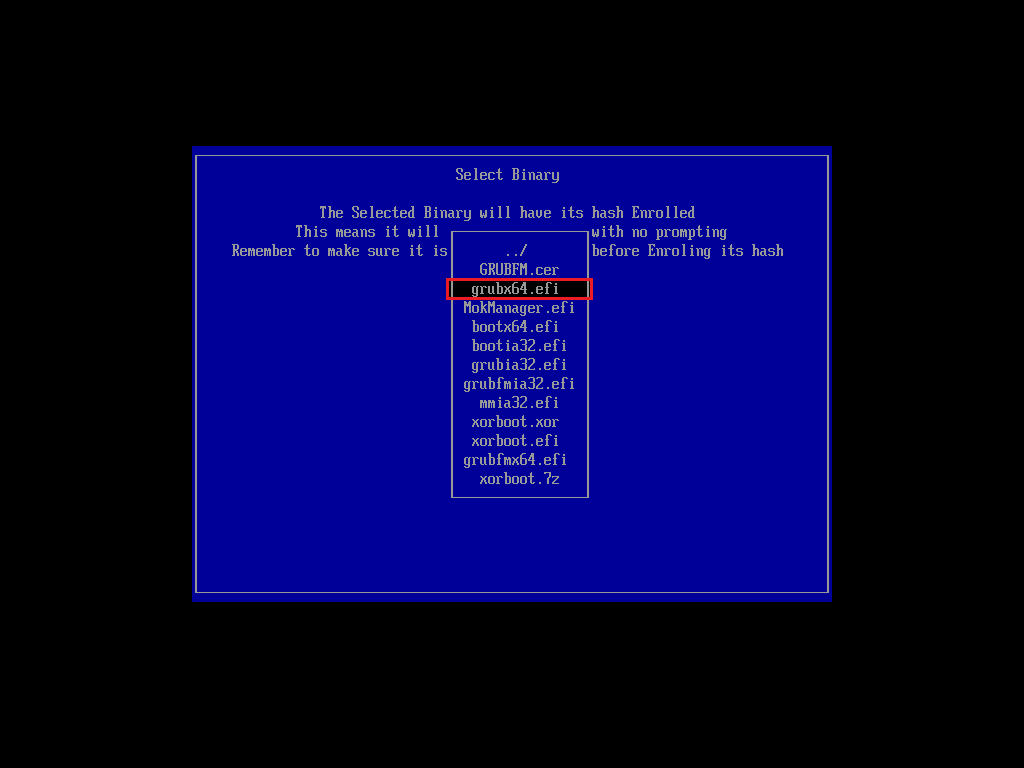 Select Binary
The Selected Binary will have its hash Enrolled
This means it will with no prompting
Remember to make sure it is before Enroling its hash
../
GRUBFM.cer
grubx64.efi
MokManager.efi
bootx64.efi
bootia32.efi
grubia32.efi
grubfmia32.efi
mmia32.efi
xorboot.xor
xorboot.efi
grubfmx64.efi
xorboot.7z